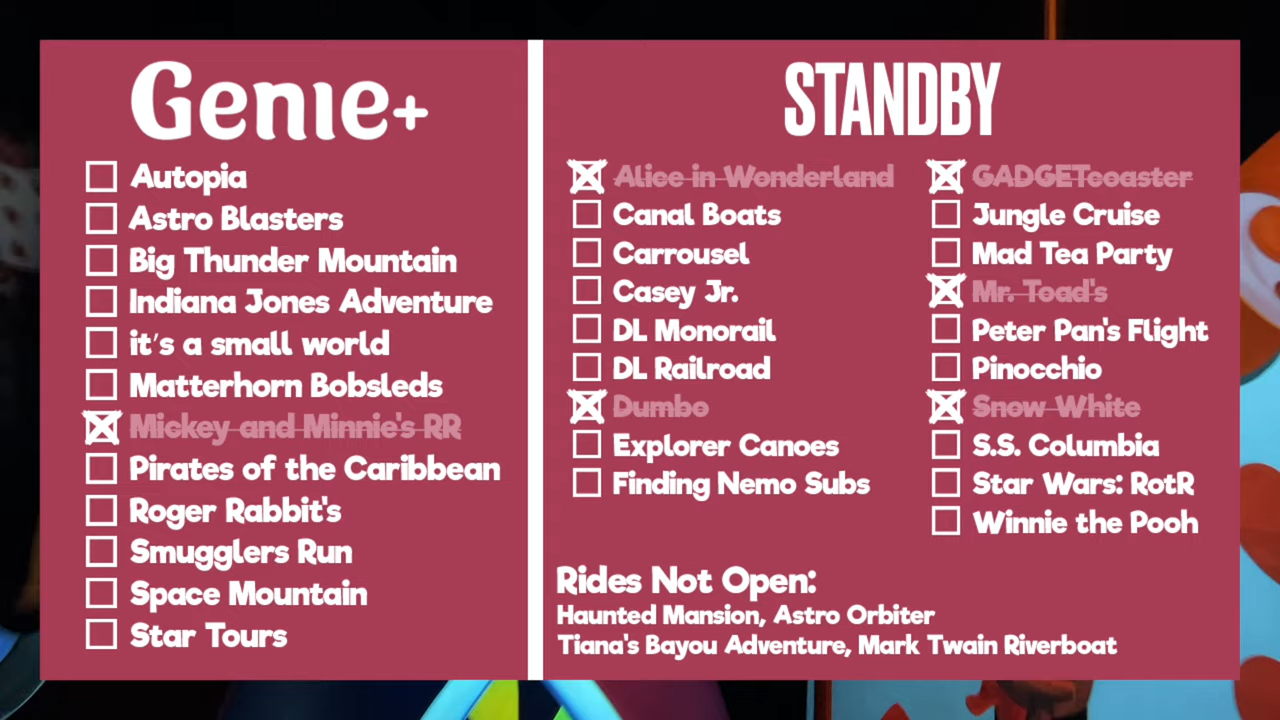 Genie+
Autopia
Astro Blasters
Big Thunder Mountain
Indiana Jones Adventure
it's a small world
Matterhorn Bobsleds
Mickey and Minnie's RR
Pirates of the Caribbean
Roger Rabbit's
Smugglers Run
Space Mountain
Star Tours
STANDBY
Alice in Wonderland
Canal Boats
Carrousel
Casey Jr.
DL Monorail
DL Railroad
Dumbo
Explorer Canoes
Finding Nemo Subs
GADGETcoaster
Jungle Cruise
Mad Tea Party
Mr. Toad's
Peter Pan's Flight
Pinocchio
Snow White
S.S. Columbia
Star Wars: RotR
Winnie the Pooh
Rides Not Open:
Haunted Mansion, Astro Orbiter
Tiana's Bayou Adventure, Mark Twain Riverboat